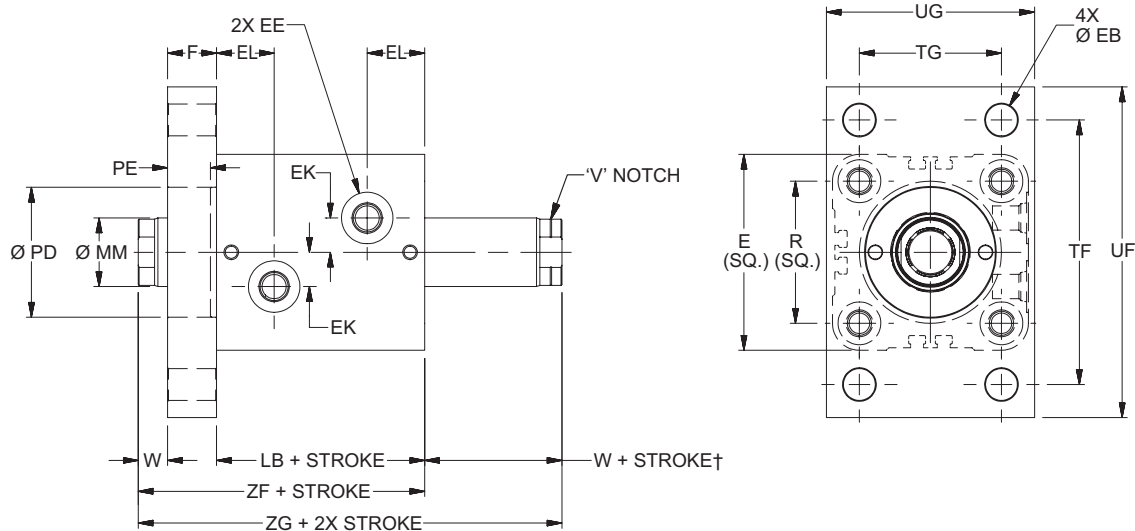 2X EE
F
EL
EL
PE
EK
'V' NOTCH
Ø PD
Ø MM
EK
W
LB + STROKE
W + STROKE†
ZF + STROKE
ZG + 2X STROKE
UG
4X
Ø EB
TG
E
(SQ.)
R
(SQ.)
TF
UF